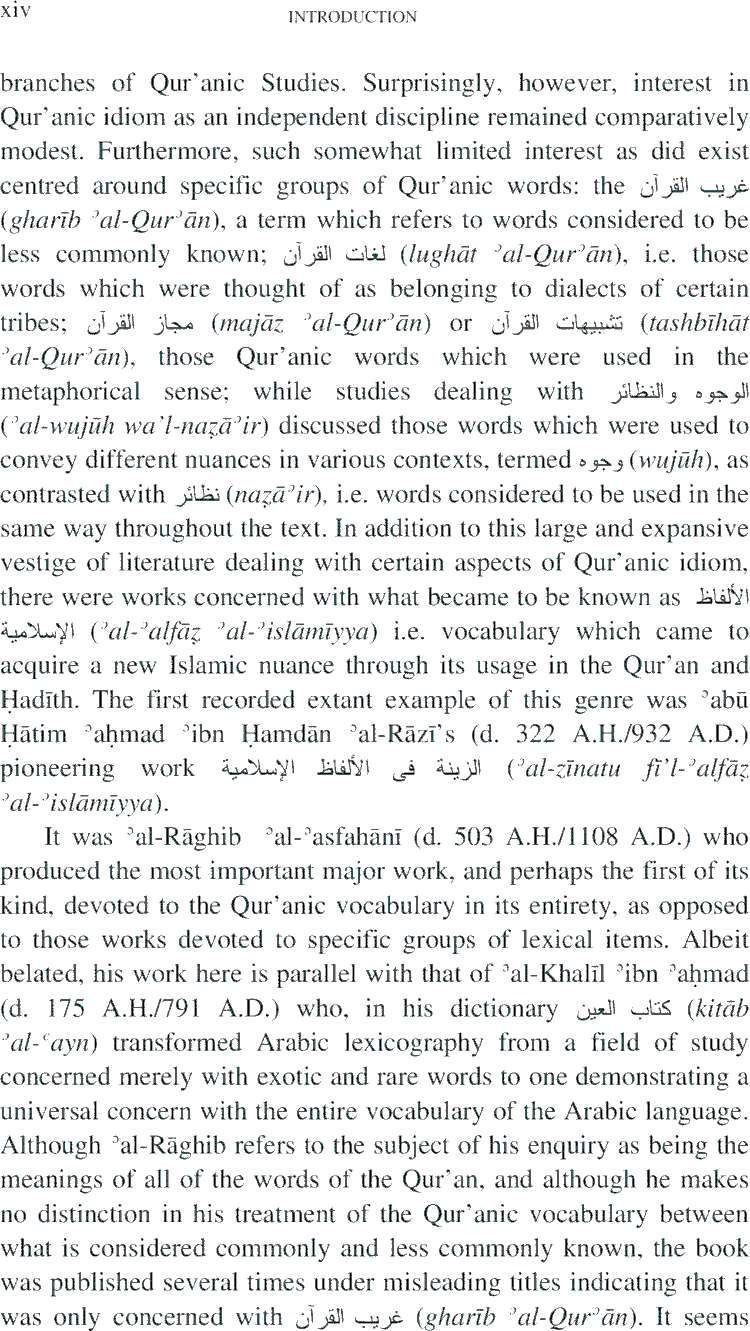 xiv
INTRODUCTION
branches of Qur’anic Studies. Surprisingly, however, interest in
Qur’anic idiom as an independent discipline remained comparatively
modest. Furthermore, such somewhat limited interest as did exist
centred around specific groups of Qur’anic words: the غريب القرآن
(gharīb ʾal-Qurʾān), a term which refers to words considered to be
less commonly known; لغات القرآن (lughāt ʾal-Qurʾān), i.e. those
words which were thought of as belonging to dialects of certain
tribes; مجاز القرآن (majāz ʾal-Qurʾān) or تشبيهات القرآن (tashbīhāt
ʾal-Qurʾān), those Qur’anic words which were used in the
metaphorical sense; while studies dealing with الوجوه والنظائر
(ʾal-wujūh wa’l-naẓāʾir) discussed those words which were used to
convey different nuances in various contexts, termed وجوه (wujūh), as
contrasted with نظائر (naẓāʾir), i.e. words considered to be used in the
same way throughout the text. In addition to this large and expansive
vestige of literature dealing with certain aspects of Qur’anic idiom,
there were works concerned with what became to be known as الألفاظ
الإسلامية (ʾal-ʾalfāẓ ʾal-ʾislāmīyya) i.e. vocabulary which came to
acquire a new Islamic nuance through its usage in the Qur’an and
Ḥadīth. The first recorded extant example of this genre was ʾabū
Ḥātim ʾaḥmad ʾibn Ḥamdān ʾal-Rāzī’s (d. 322 A.H./932 A.D.)
pioneering work الزينة فى الألفاظ الإسلامية (ʾal-zīnatu fī’l-ʾalfāẓ
ʾal-ʾislāmīyya).
It was ʾal-Rāghib ʾal-ʾasfahānī (d. 503 A.H./1108 A.D.) who
produced the most important major work, and perhaps the first of its
kind, devoted to the Qur’anic vocabulary in its entirety, as opposed
to those works devoted to specific groups of lexical items. Albeit
belated, his work here is parallel with that of ʾal-Khalīl ʾibn ʾaḥmad
(d. 175 A.H./791 A.D.) who, in his dictionary كتاب العين (kitāb
ʾal-ʿayn) transformed Arabic lexicography from a field of study
concerned merely with exotic and rare words to one demonstrating a
universal concern with the entire vocabulary of the Arabic language.
Although ʾal-Rāghib refers to the subject of his enquiry as being the
meanings of all of the words of the Qur’an, and although he makes
no distinction in his treatment of the Qur’anic vocabulary between
what is considered commonly and less commonly known, the book
was published several times under misleading titles indicating that it
was only concerned with غريب القرآن (gharīb ʾal-Qurʾān). It seems